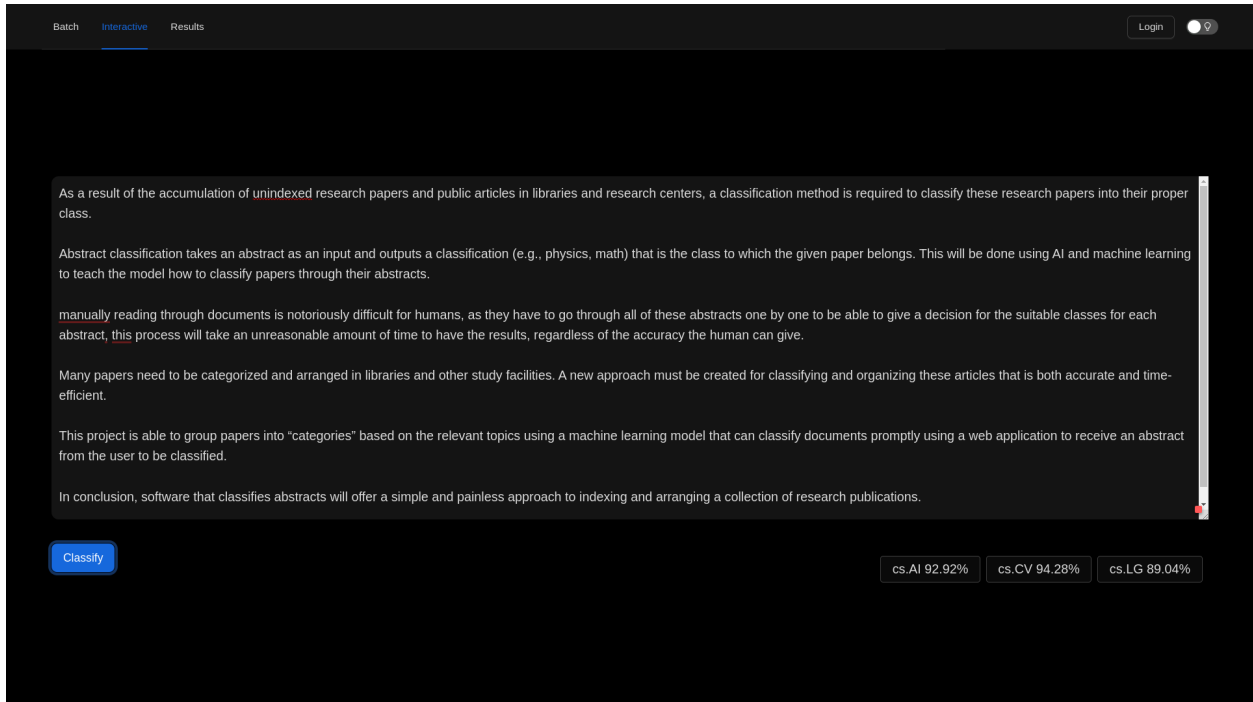 Batch Interactive Results Login
As a result of the accumulation of unindexed research papers and public articles in libraries and research centers, a classification method is required to classify these research papers into their proper
class.
Abstract classification takes an abstract as an input and outputs a classification (e.g., physics, math) that is the class to which the given paper belongs. This will be done using AI and machine learning
to teach the model how to classify papers through their abstracts.
manually reading through documents is notoriously difficult for humans, as they have to go through all of these abstracts one by one to be able to give a decision for the suitable classes for each
abstract, this process will take an unreasonable amount of time to have the results, regardless of the accuracy the human can give.
Many papers need to be categorized and arranged in libraries and other study facilities. A new approach must be created for classifying and organizing these articles that is both accurate and time-
efficient.
This project is able to group papers into “categories” based on the relevant topics using a machine learning model that can classify documents promptly using a web application to receive an abstract
from the user to be classified.
In conclusion, software that classifies abstracts will offer a simple and painless approach to indexing and arranging a collection of research publications.
Classify
cs.AI 92.92% cs.CV 94.28% cs.LG 89.04%